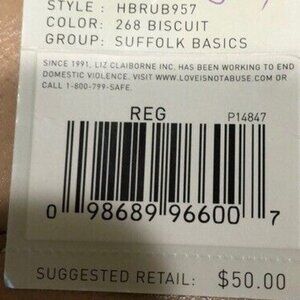 STYLE : HBRUB957
COLOR: 268 BISCUIT
GROUP: SUFFOLK BASICS
SINCE 1991, LIZ CLAIBORNE INC. HAS BEEN WORKING TO END
DOMESTIC VIOLENCE. VISIT WWW.LOVEISNOTABUSE.COM OR
CALL 1-800-799-SAFE.
REG
P14847
0 98689 96600 7
SUGGESTED RETAIL: $50.00